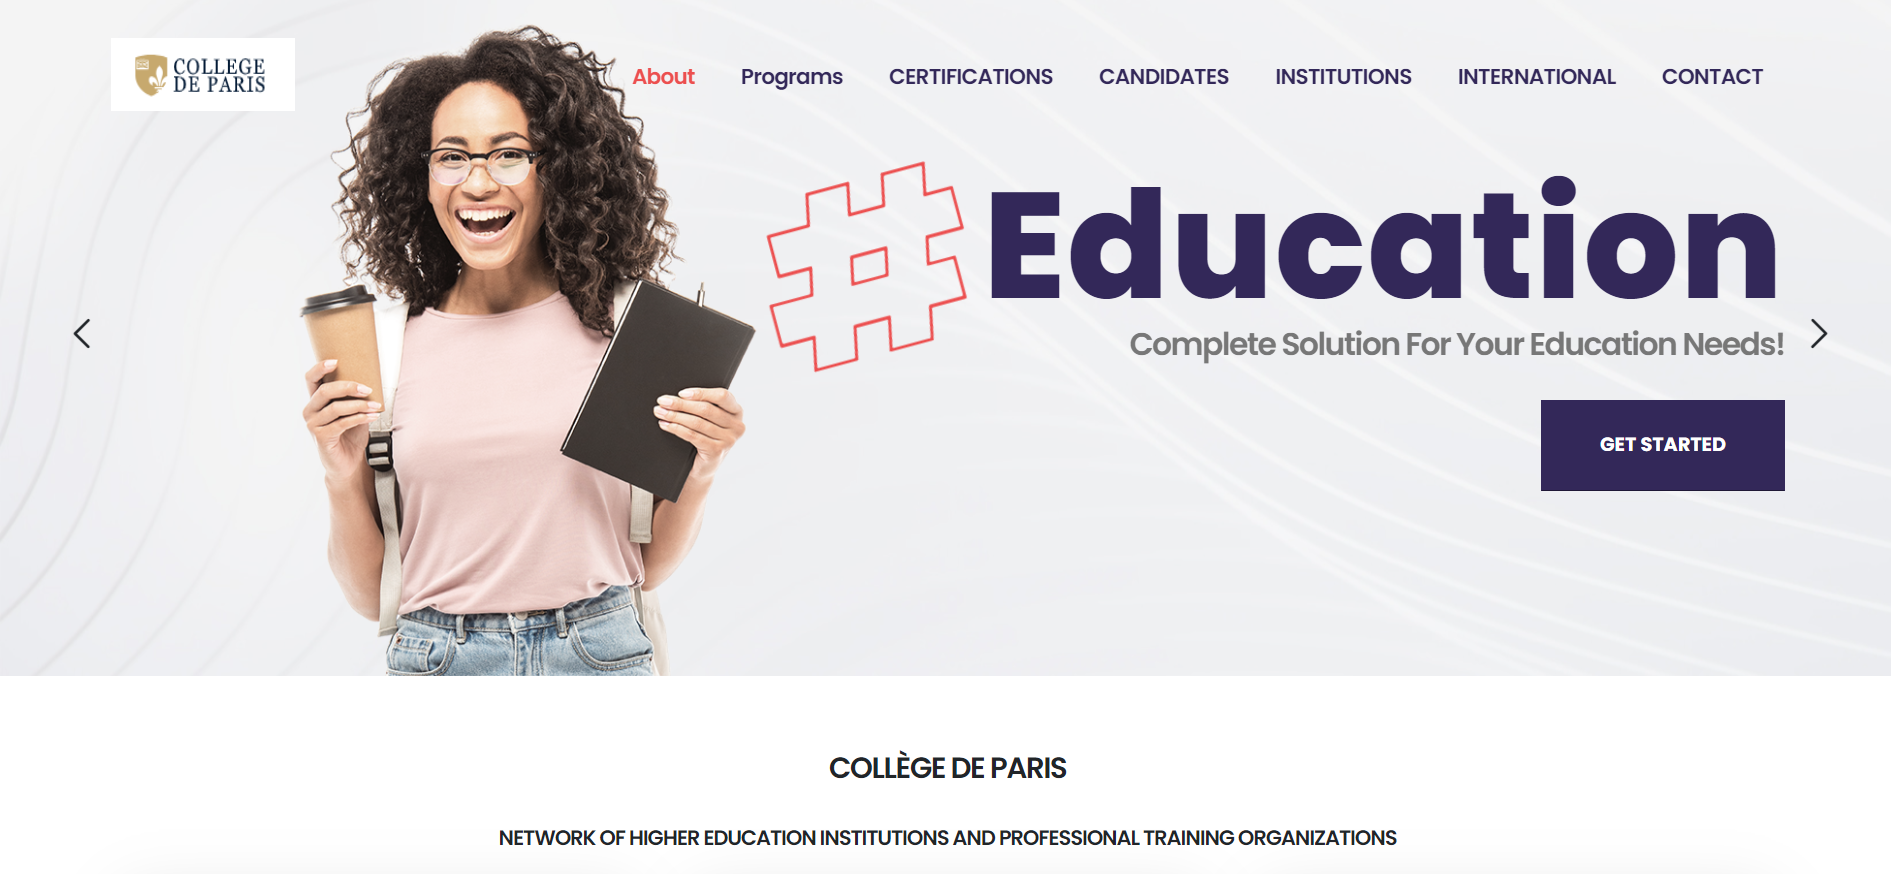 COLLEGE
DE PARIS
About Programs CERTIFICATIONS CANDIDATES INSTITUTIONS INTERNATIONAL CONTACT
#Education
Complete Solution For Your Education Needs!
GET STARTED
COLLÈGE DE PARIS
NETWORK OF HIGHER EDUCATION INSTITUTIONS AND PROFESSIONAL TRAINING ORGANIZATIONS